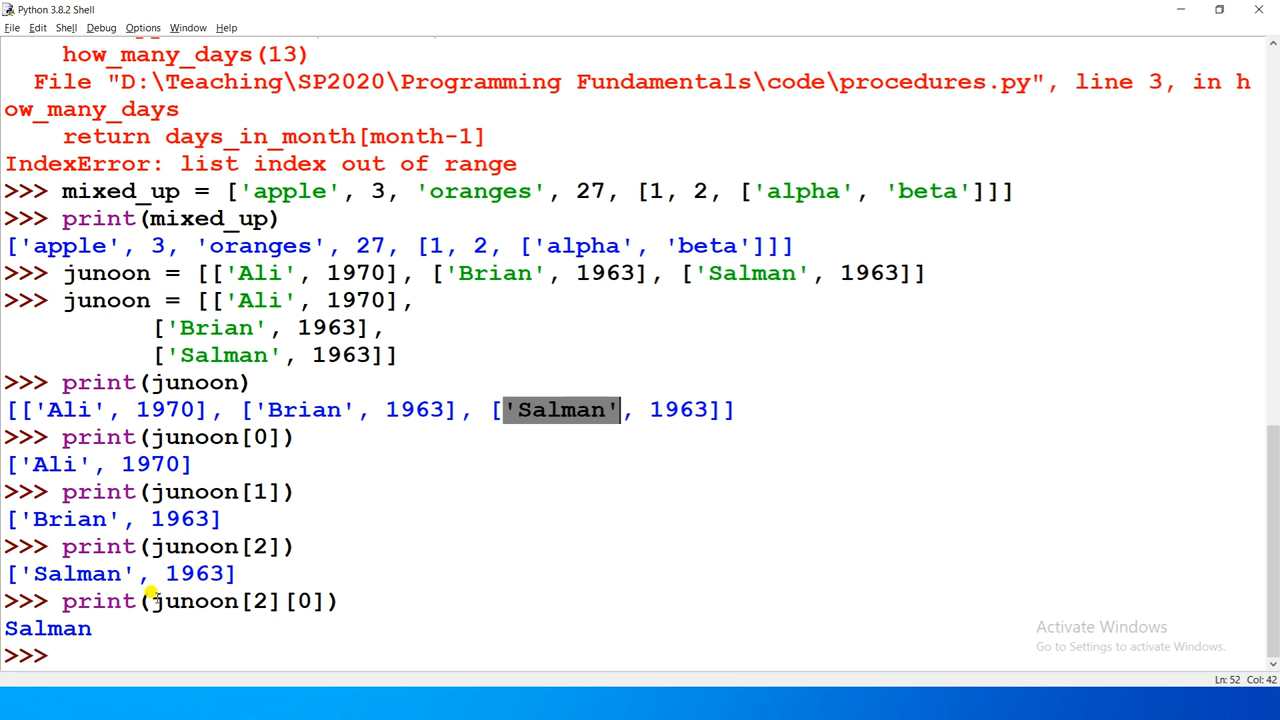 Python 3.8.2 Shell
File Edit Shell Debug Options Window Help
how_many_days(13)
File "D:\Teaching\SP2020\Programming Fundamentals\code\procedures.py", line 3, in h
ow_many_days
return days_in_month[month-1]
IndexError: list index out of range
>>> mixed_up = ['apple', 3, 'oranges', 27, [1, 2, ['alpha', 'beta']]]
>>> print(mixed_up)
['apple', 3, 'oranges', 27, [1, 2, ['alpha', 'beta']]]
>>> junoon = [['Ali', 1970], ['Brian', 1963], ['Salman', 1963]]
>>> junoon = [['Ali', 1970],
['Brian', 1963],
['Salman', 1963]]
>>> print(junoon)
[['Ali', 1970], ['Brian', 1963], ['Salman', 1963]]
>>> print(junoon[0])
['Ali', 1970]
>>> print(junoon[1])
['Brian', 1963]
>>> print(junoon[2])
['Salman', 1963]
>>> print(junoon[2][0])
Salman
>>>
Activate Windows
Go to Settings to activate Windows.
Ln: 52 Col: 42